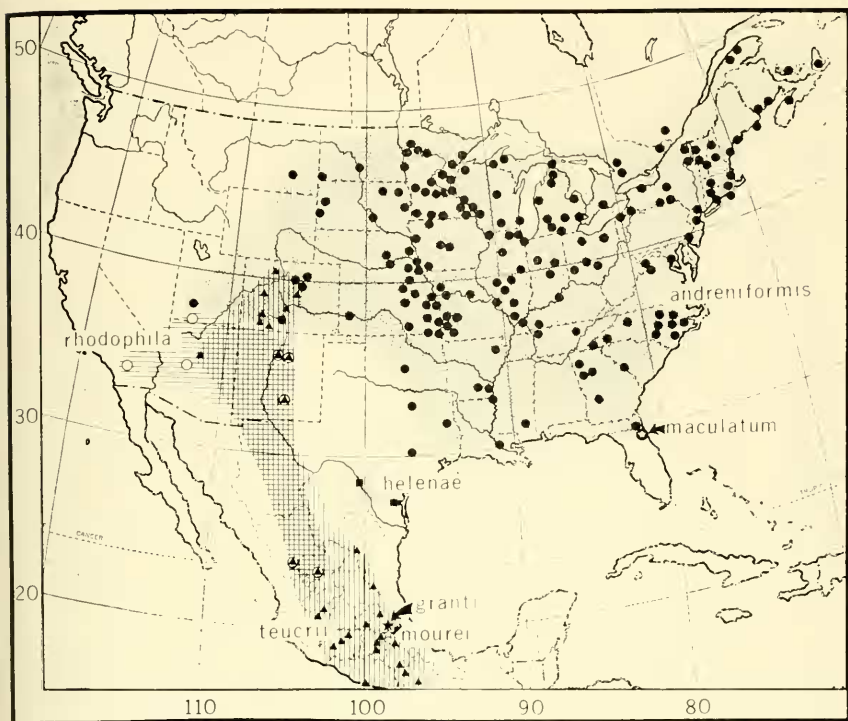 50
40
30
20
andreniformis
rhodophila
maculatum
helenae
CANCER
granti
teucrii
mourei
110
100
90
80